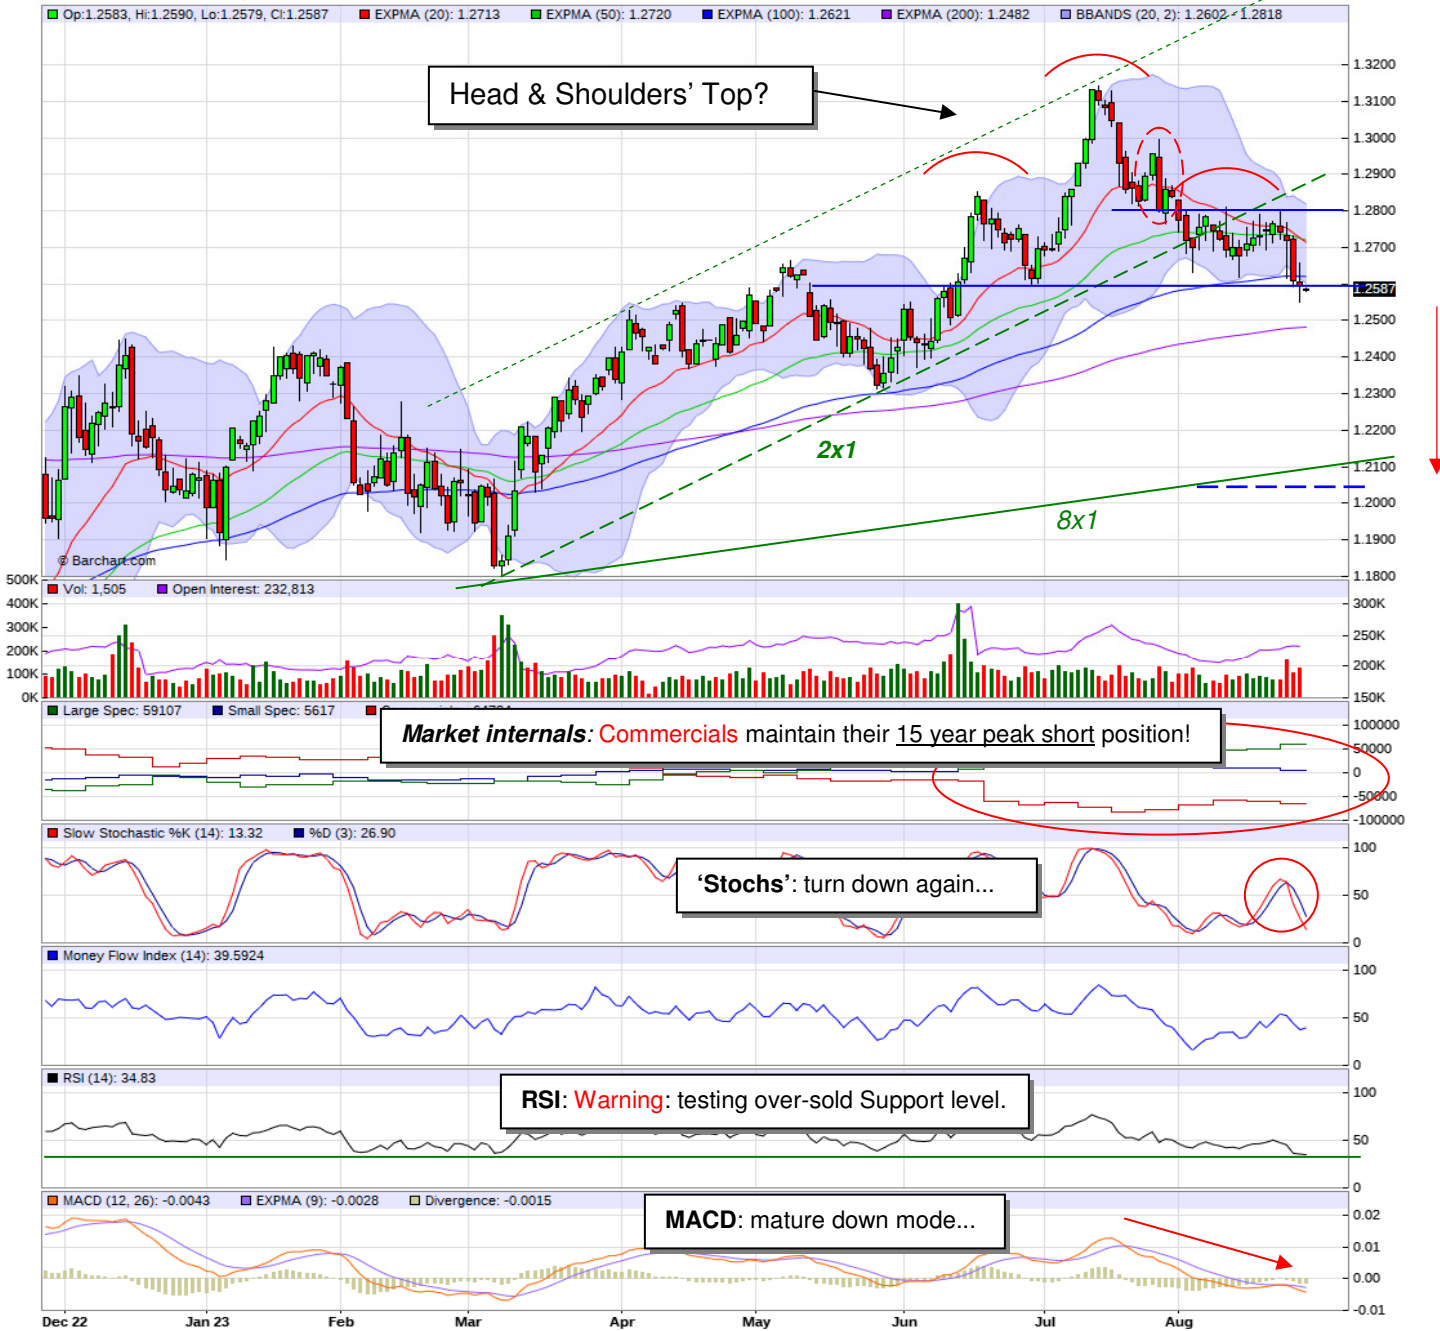 Op:1.2583, Hi:1.2590, Lo:1.2579, Cl:1.2587 EXPMA (20): 1.2713 EXPMA (50): 1.2720 EXPMA (100): 1.2621 EXPMA (200): 1.2482 BBANDS (20, 2): 1.2602 - 1.2818
Head & Shoulders’ Top?
1.3200
1.3100
1.3000
1.2900
1.2800
1.2700
1.2587
1.2500
1.2400
1.2300
1.2200
1.2100
1.2000
1.1900
1.1800
2x1
8x1
© Barchart.com
Vol: 1,505 Open Interest: 232,813
500K
400K
300K
200K
100K
0K
300K
250K
200K
150K
Large Spec: 59107 Small Spec: 5617
Market internals: Commercials maintain their 15 year peak short position!
100000
50000
0
-50000
-100000
Slow Stochastic %K (14): 13.32 %D (3): 26.90
‘Stochs’: turn down again...
100
50
0
Money Flow Index (14): 39.5924
100
50
0
RSI (14): 34.83
RSI: Warning: testing over-sold Support level.
100
50
0
MACD (12, 26): -0.0043 EXPMA (9): -0.0028 Divergence: -0.0015
MACD: mature down mode...
0.02
0.01
0.00
-0.01
Dec 22 Jan 23 Feb Mar Apr May Jun Jul Aug